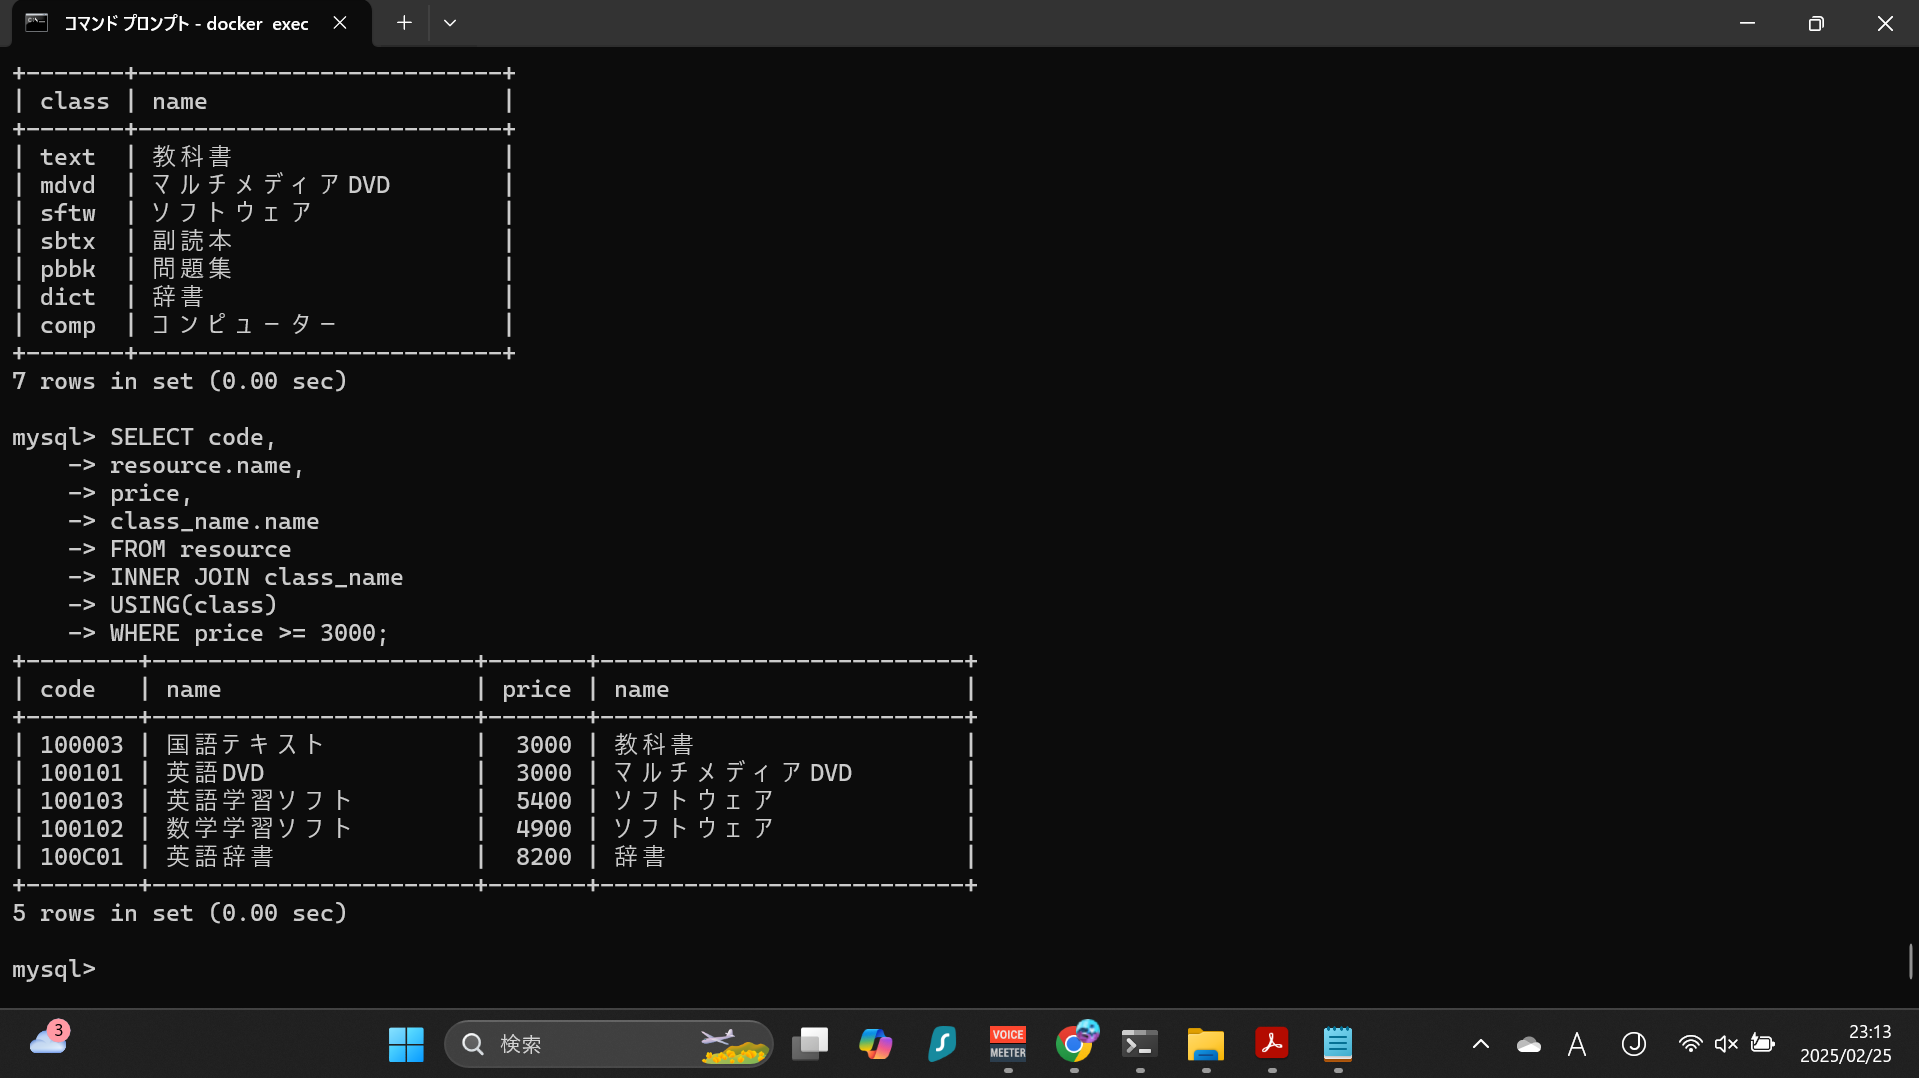 コマンド プロンプト - docker  exec
+-------+--------------------------+
| class | name                     |
+-------+--------------------------+
| text  | 教科書                   |
| mdvd  | マルチメディアDVD        |
| sftw  | ソフトウェア             |
| sbtx  | 副読本                   |
| pbbk  | 問題集                   |
| dict  | 辞書                     |
| comp  | コンピューター           |
+-------+--------------------------+
7 rows in set (0.00 sec)
mysql> SELECT code,
    -> resource.name,
    -> price,
    -> class_name.name
    -> FROM resource
    -> INNER JOIN class_name
    -> USING(class)
    -> WHERE price >= 3000;
+--------+-----------------------+-------+--------------------------+
| code   | name                  | price | name                     |
+--------+-----------------------+-------+--------------------------+
| 100003 | 国語テキスト          |  3000 | 教科書                   |
| 100101 | 英語DVD               |  3000 | マルチメディアDVD        |
| 100103 | 英語学習ソフト        |  5400 | ソフトウェア             |
| 100102 | 数学学習ソフト        |  4900 | ソフトウェア             |
| 100C01 | 英語辞書              |  8200 | 辞書                     |
+--------+-----------------------+-------+--------------------------+
5 rows in set (0.00 sec)
mysql>
3
検索
VOICE
MEETER
A
J
23:13
2025/02/25